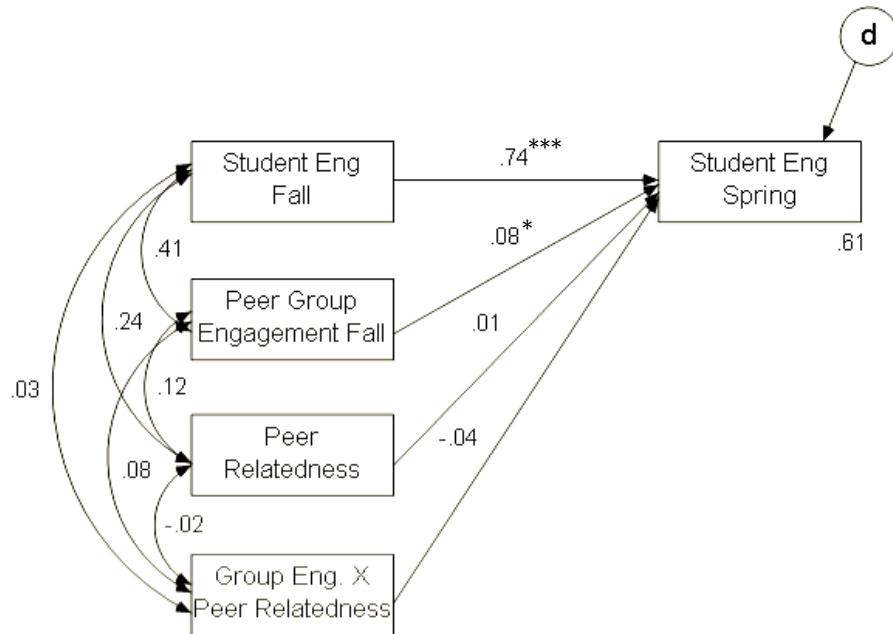 d
Student Eng
Fall
.74***
Student Eng
Spring
.61
.41
.08*
Peer Group
Engagement Fall
.24
.01
.03
.12
Peer
Relatedness
-.04
.08
-.02
Group Eng. X
Peer Relatedness